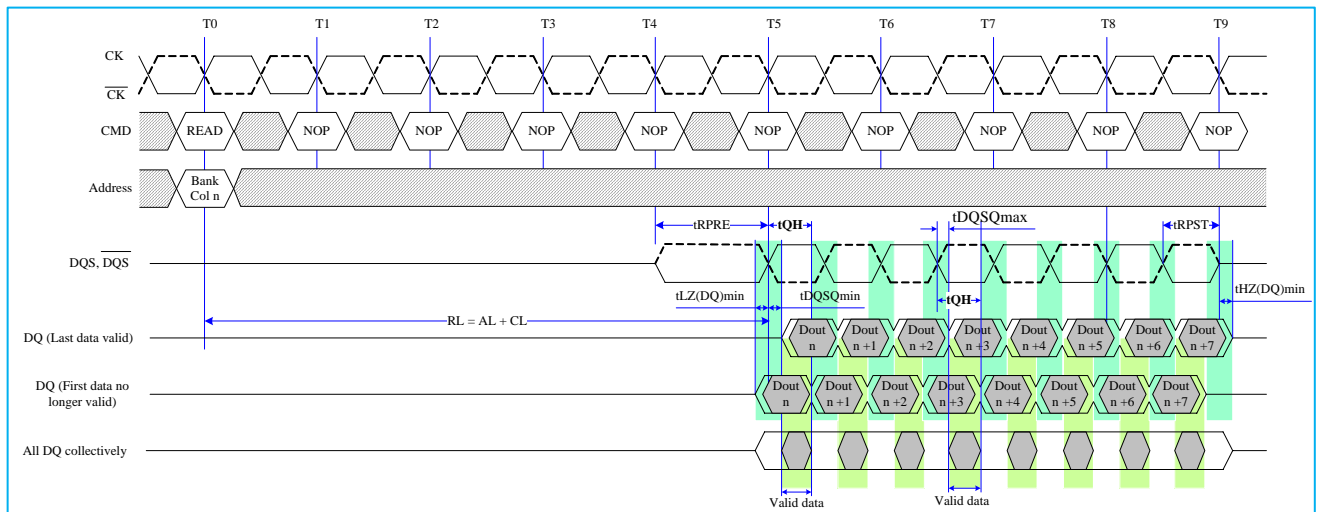 T0 T1 T2 T3 T4 T5 T6 T7 T8 T9
CK
CK
CMD READ NOP NOP NOP NOP NOP NOP NOP NOP NOP
Address
Bank
Col n
tRPRE tQH tDQSQmax tRPST
DQS, DQS
tLZ(DQ)min tDQSQmin tQH tHZ(DQ)min
RL = AL + CL
DQ (Last data valid)
Dout Dout Dout Dout Dout Dout Dout Dout
n n +1 n +2 n +3 n +4 n +5 n +6 n +7
DQ (First data no
longer valid)
Dout Dout Dout Dout Dout Dout Dout Dout
n n +1 n +2 n +3 n +4 n +5 n +6 n +7
All DQ collectively
Valid data Valid data